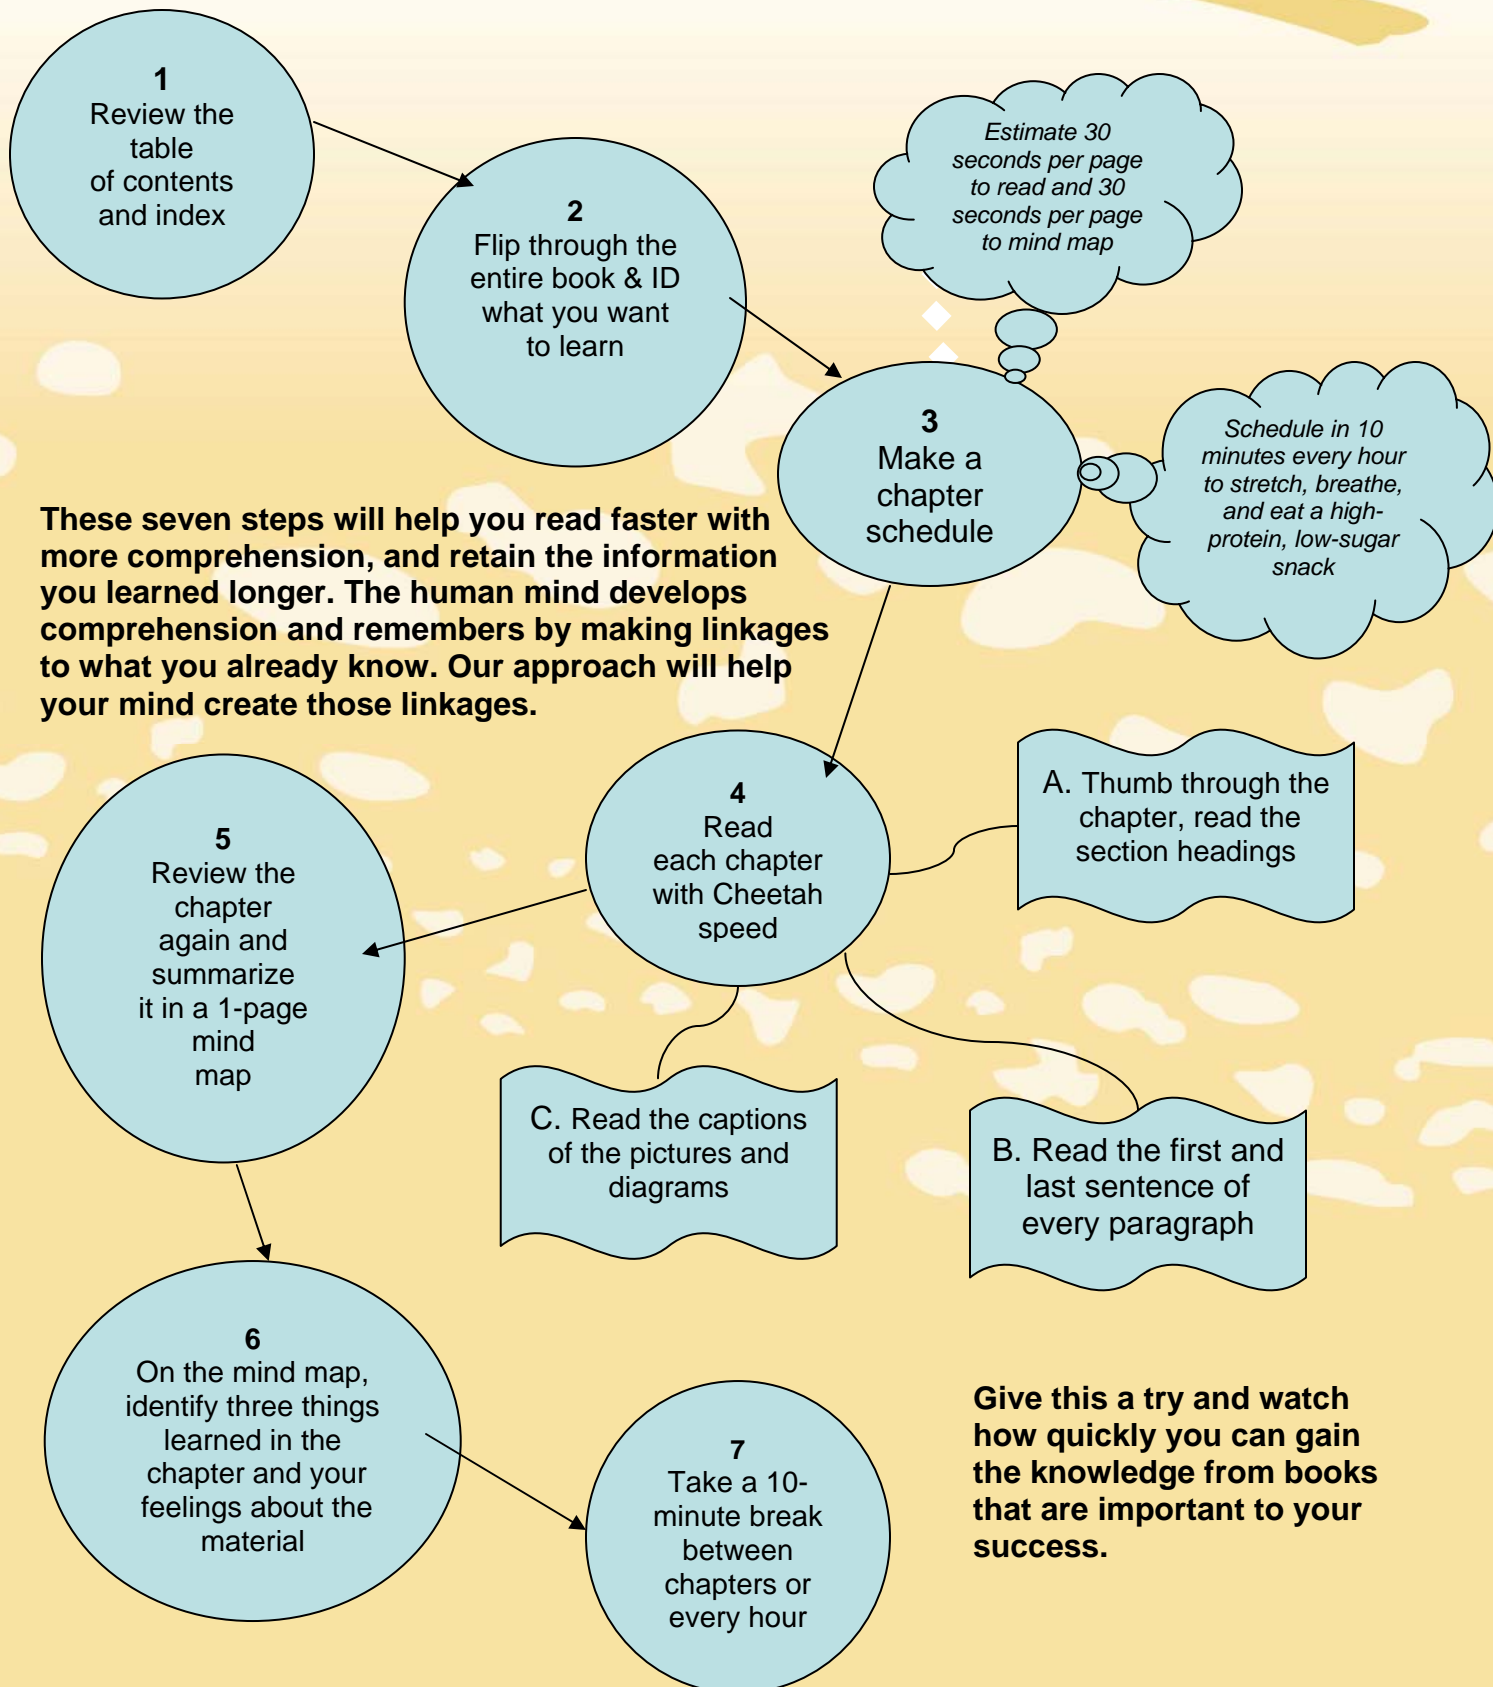 1
Review the
table
of contents
and index
2
Flip through the
entire book & ID
what you want
to learn
Estimate 30
seconds per page
to read and 30
seconds per page
to mind map
3
Make a
chapter
schedule
Schedule in 10
minutes every hour
to stretch, breathe,
and eat a high-
protein, low-sugar
snack
These seven steps will help you read faster with
more comprehension, and retain the information
you learned longer. The human mind develops
comprehension and remembers by making linkages
to what you already know. Our approach will help
your mind create those linkages.
4
Read
each chapter
with Cheetah
speed
A. Thumb through the
chapter, read the
section headings
B. Read the first and
last sentence of
every paragraph
C. Read the captions
of the pictures and
diagrams
5
Review the
chapter
again and
summarize
it in a 1-page
mind
map
6
On the mind map,
identify three things
learned in the
chapter and your
feelings about the
material
7
Take a 10-
minute break
between
chapters or
every hour
Give this a try and watch
how quickly you can gain
the knowledge from books
that are important to your
success.